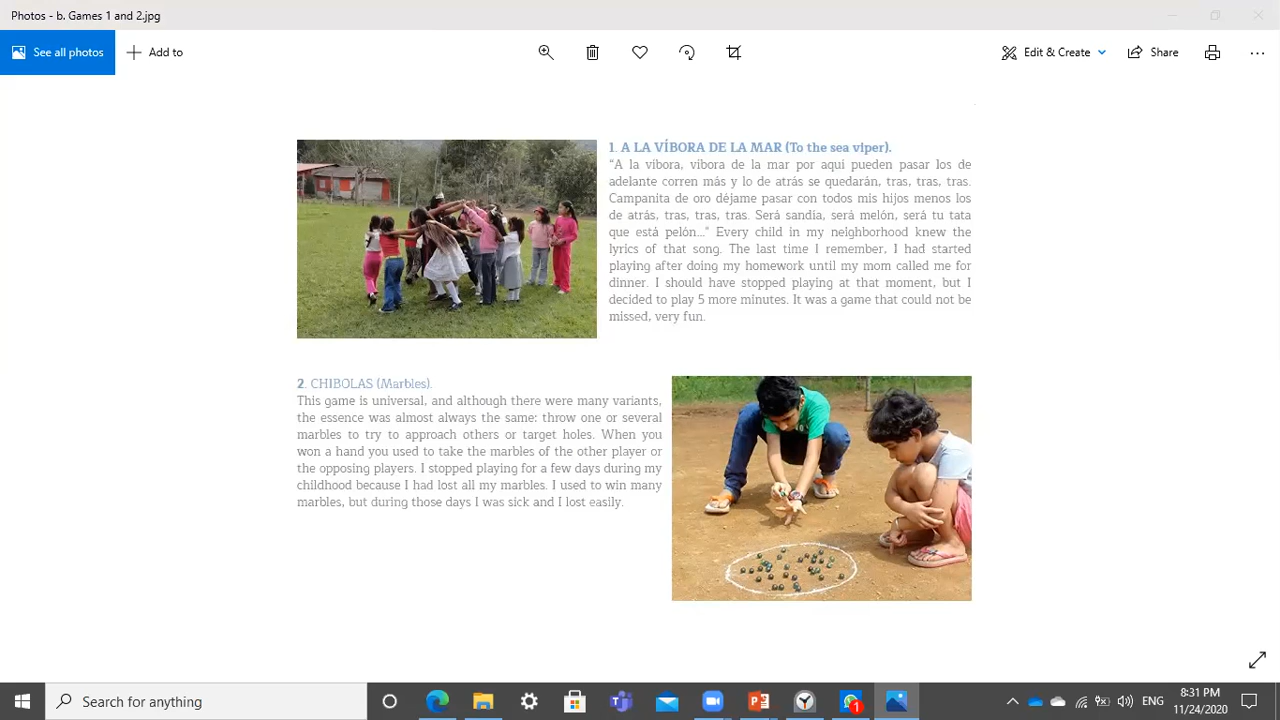 Photos - b. Games 1 and 2.jpg
See all photos
Add to
Edit & Create
Share
1. A LA VÍBORA DE LA MAR (To the sea viper).
“A la víbora, víbora de la mar por aquí pueden pasar los de
adelante corren más y lo de atrás se quedarán, tras, tras, tras.
Campanita de oro déjame pasar con todos mis hijos menos los
de atrás, tras, tras, tras. Será sandía, será melón, será tu tata
que está pelón...” Every child in my neighborhood knew the
lyrics of that song. The last time I remember, I had started
playing after doing my homework until my mom called me for
dinner. I should have stopped playing at that moment, but I
decided to play 5 more minutes. It was a game that could not be
missed, very fun.
2. CHIBOLAS (Marbles).
This game is universal, and although there were many variants,
the essence was almost always the same: throw one or several
marbles to try to approach others or target holes. When you
won a hand you used to take the marbles of the other player or
the opposing players. I stopped playing for a few days during my
childhood because I had lost all my marbles. I used to win many
marbles, but during those days I was sick and I lost easily.
Search for anything
1
ENG
8:31 PM
11/24/2020